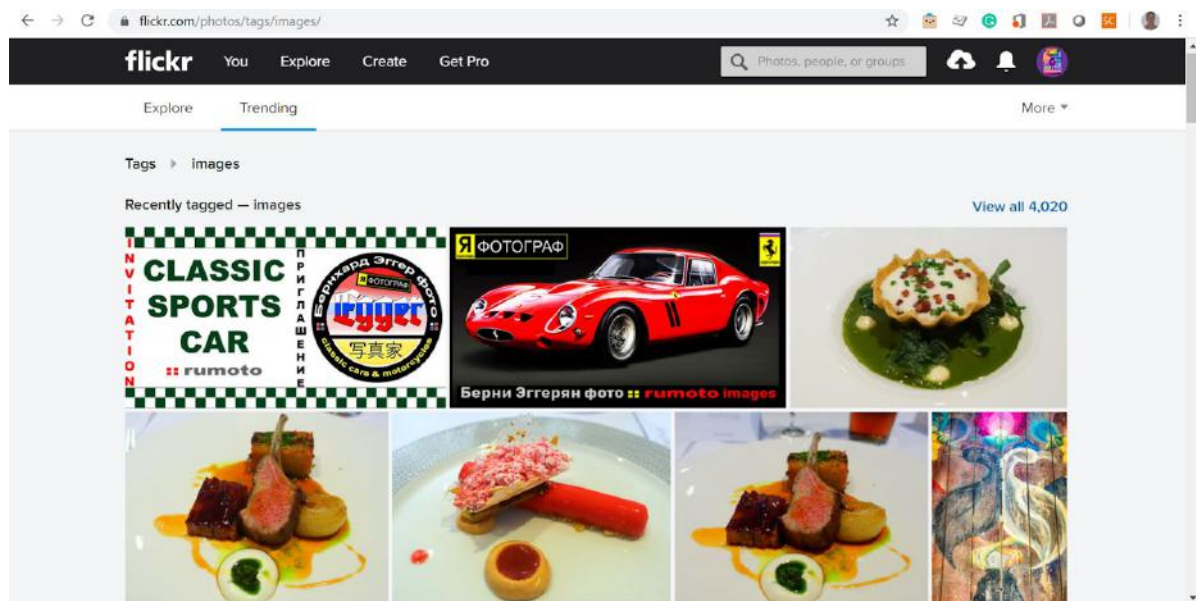 flickr.com/photos/tags/images/
flickr You Explore Create Get Pro Photos, people, or groups
Explore Trending More
Tags images
Recently tagged — images View all 4,020
INVITATION
CLASSIC
SPORTS
CAR
:: rumoto
ПРИГЛАШЕНИЕ
Бернхард Эггер фото
Я ФОТОГРАФ
egger
写真家
classic cars & motorcycles
Я ФОТОГРАФ
Берни Эггерян фото :: rumoto images